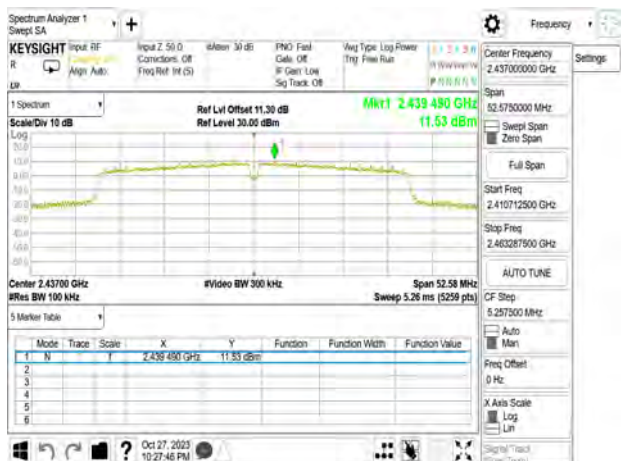 Spectrum Analyzer 1
Swept SA
+
Frequency
Settings
KEYSIGHT
R
Input: RF
Align: Auto
Input Z: 50 Ω
Corrections: Off
Freq Ref: Int (S)
#Atten: 30 dB
PNO: Fast
Gate: Off
IF Gain: Low
Sig Track: Off
Avg Type: Log-Power
Trig: Free Run
Center Frequency
2.437000000 GHz
Span
52.5750000 MHz
Swept Span
Zero Span
Full Span
Start Freq
2.410712500 GHz
Stop Freq
2.463287500 GHz
AUTO TUNE
CF Step
5.257500 MHz
Auto
Man
Freq Offset
0 Hz
X Axis Scale
Log
Lin
Signal Track
1 Spectrum
Scale/Div 10 dB
Log
Ref Lvl Offset 11.30 dB
Ref Level 30.00 dBm
Mkr1 2.439 490 GHz
11.53 dBm
1
Center 2.43700 GHz
#Res BW 100 kHz
#Video BW 300 kHz
Span 52.58 MHz
Sweep 5.26 ms (5259 pts)
5 Marker Table
Mode Trace Scale X Y Function Function Width Function Value
1 N f 2.439 490 GHz 11.53 dBm
2
3
4
5
6
?
Oct 27, 2023
10:27:46 PM